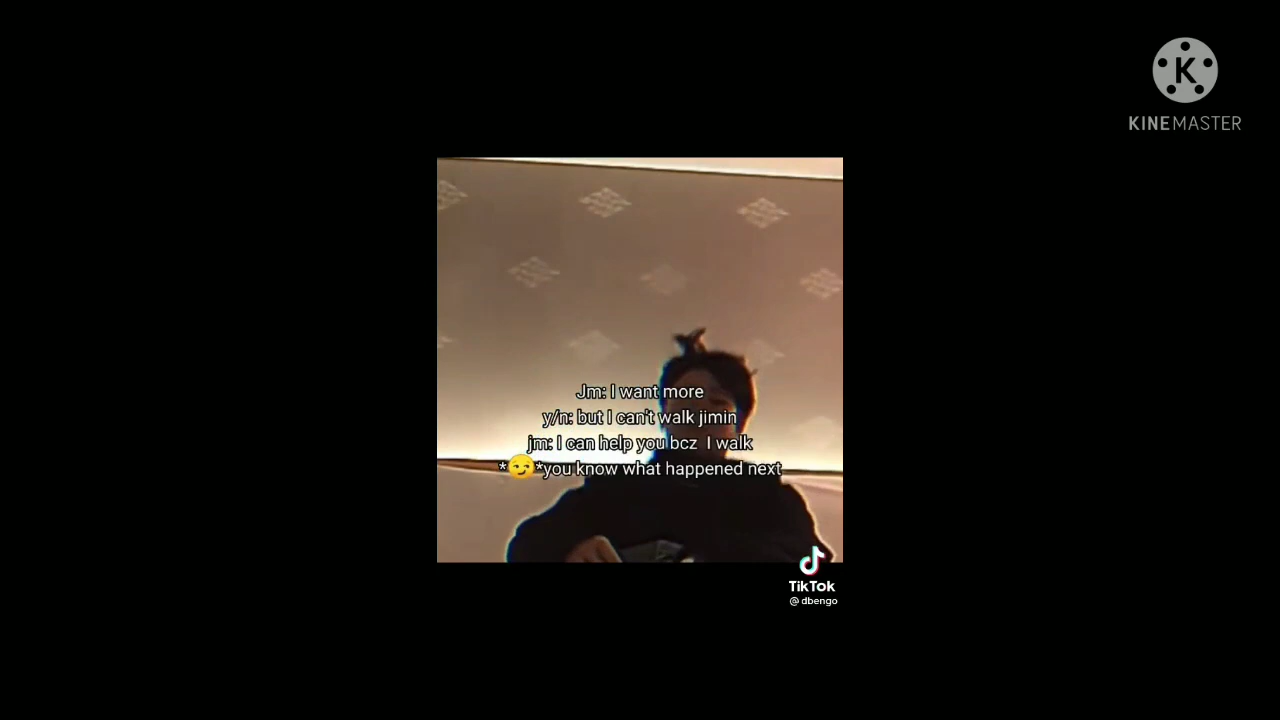 K
KINEMASTER
Jm: I want more
y/n: but I can't walk jimin
jm: I can help you bcz  I walk
*😏*you know what happened next
TikTok
@ dbengo